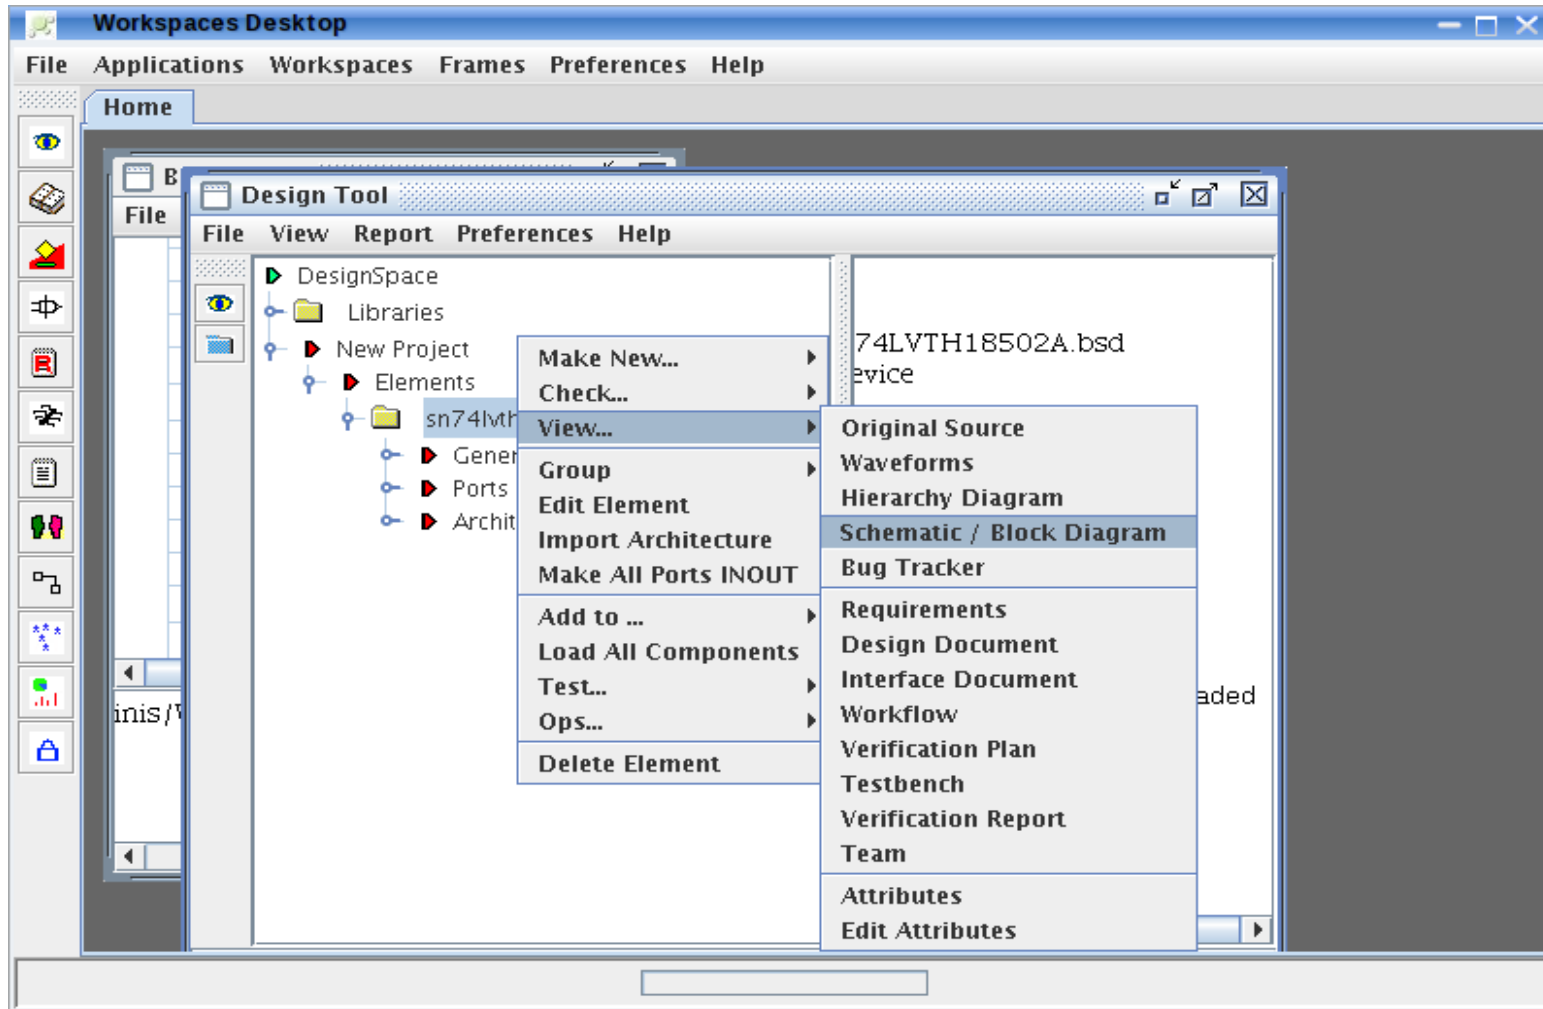 Workspaces Desktop
File Applications Workspaces Frames Preferences Help
Home
B
File
Design Tool
File View Report Preferences Help
DesignSpace
Libraries
New Project
Elements
sn74lvth
Gener
Ports
Archit
Make New...
Check...
View...
Group
Edit Element
Import Architecture
Make All Ports INOUT
Add to ...
Load All Components
Test...
Ops...
Delete Element
74LVTH18502A.bsd
evice
Original Source
Waveforms
Hierarchy Diagram
Schematic / Block Diagram
Bug Tracker
Requirements
Design Document
Interface Document
Workflow
Verification Plan
Testbench
Verification Report
Team
Attributes
Edit Attributes
aded
inis/